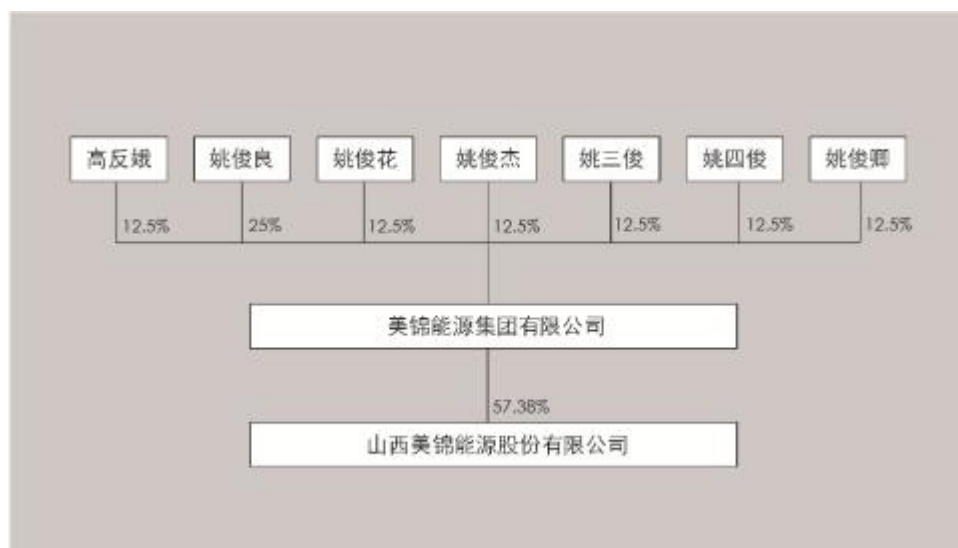 高反娥 姚俊良 姚俊花 姚俊杰 姚三俊 姚四俊 姚俊卿
12.5% 25% 12.5% 12.5% 12.5% 12.5% 12.5%
美锦能源集团有限公司
57.38%
山西美锦能源股份有限公司